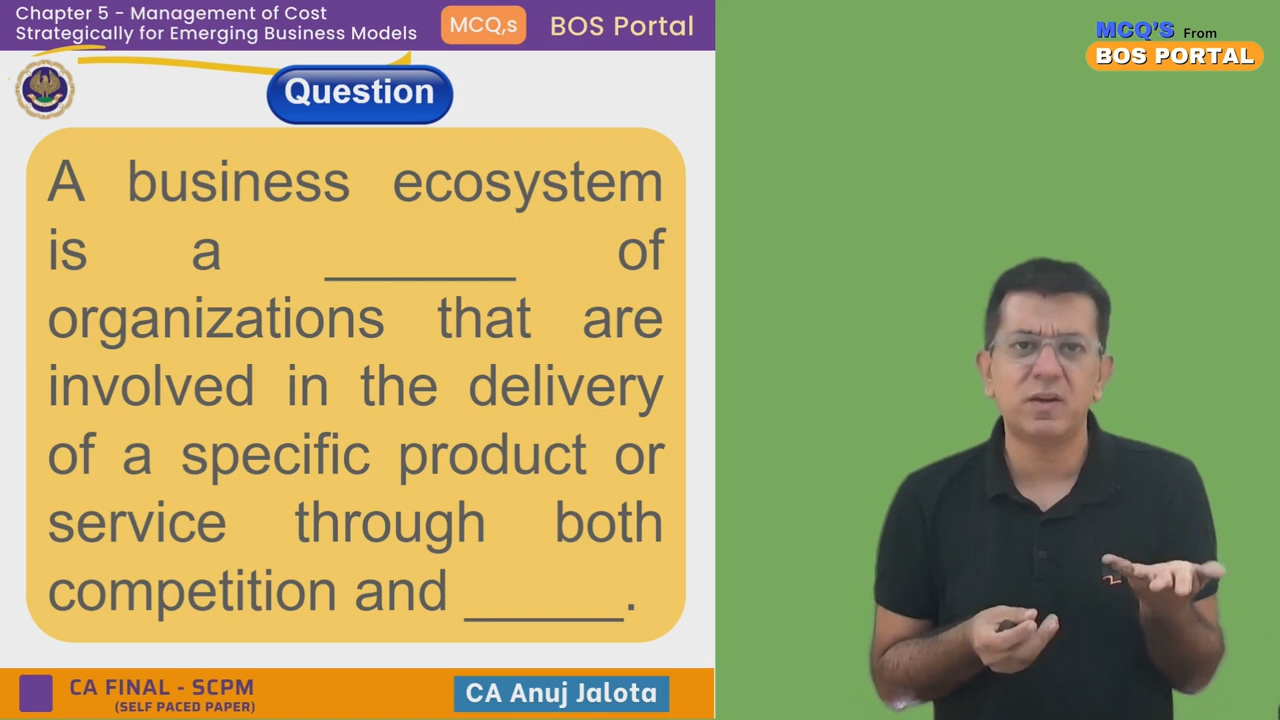 Chapter 5 - Management of Cost
Strategically for Emerging Business Models
MCQ,s
BOS Portal
MCQ'S From
BOS PORTAL
Question
A business ecosystem
is a ______ of
organizations that are
involved in the delivery
of a specific product or
service through both
competition and _____.
CA FINAL - SCPM
(SELF PACED PAPER)
CA Anuj Jalota